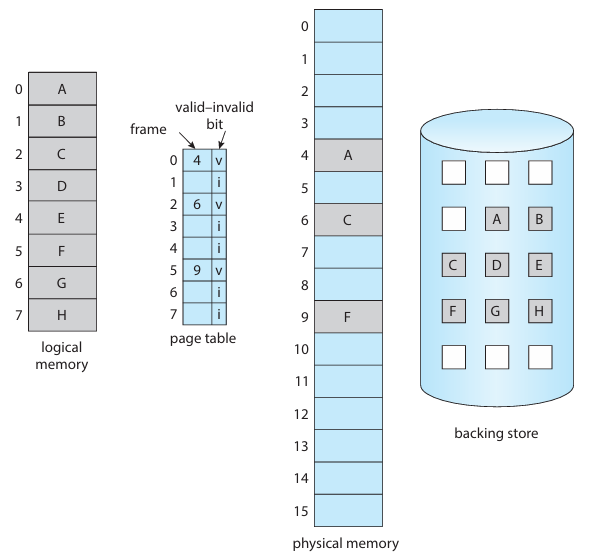 0 A
1 B
2 C
3 D
4 E
5 F
6 G
7 H
logical
memory
valid–invalid
bit
frame
0 4 v
1 i
2 6 v
3 i
4 i
5 9 v
6 i
7 i
page table
0
1
2
3
4 A
5
6 C
7
8
9 F
10
11
12
13
14
15
physical memory
A B
C D E
F G H
backing store